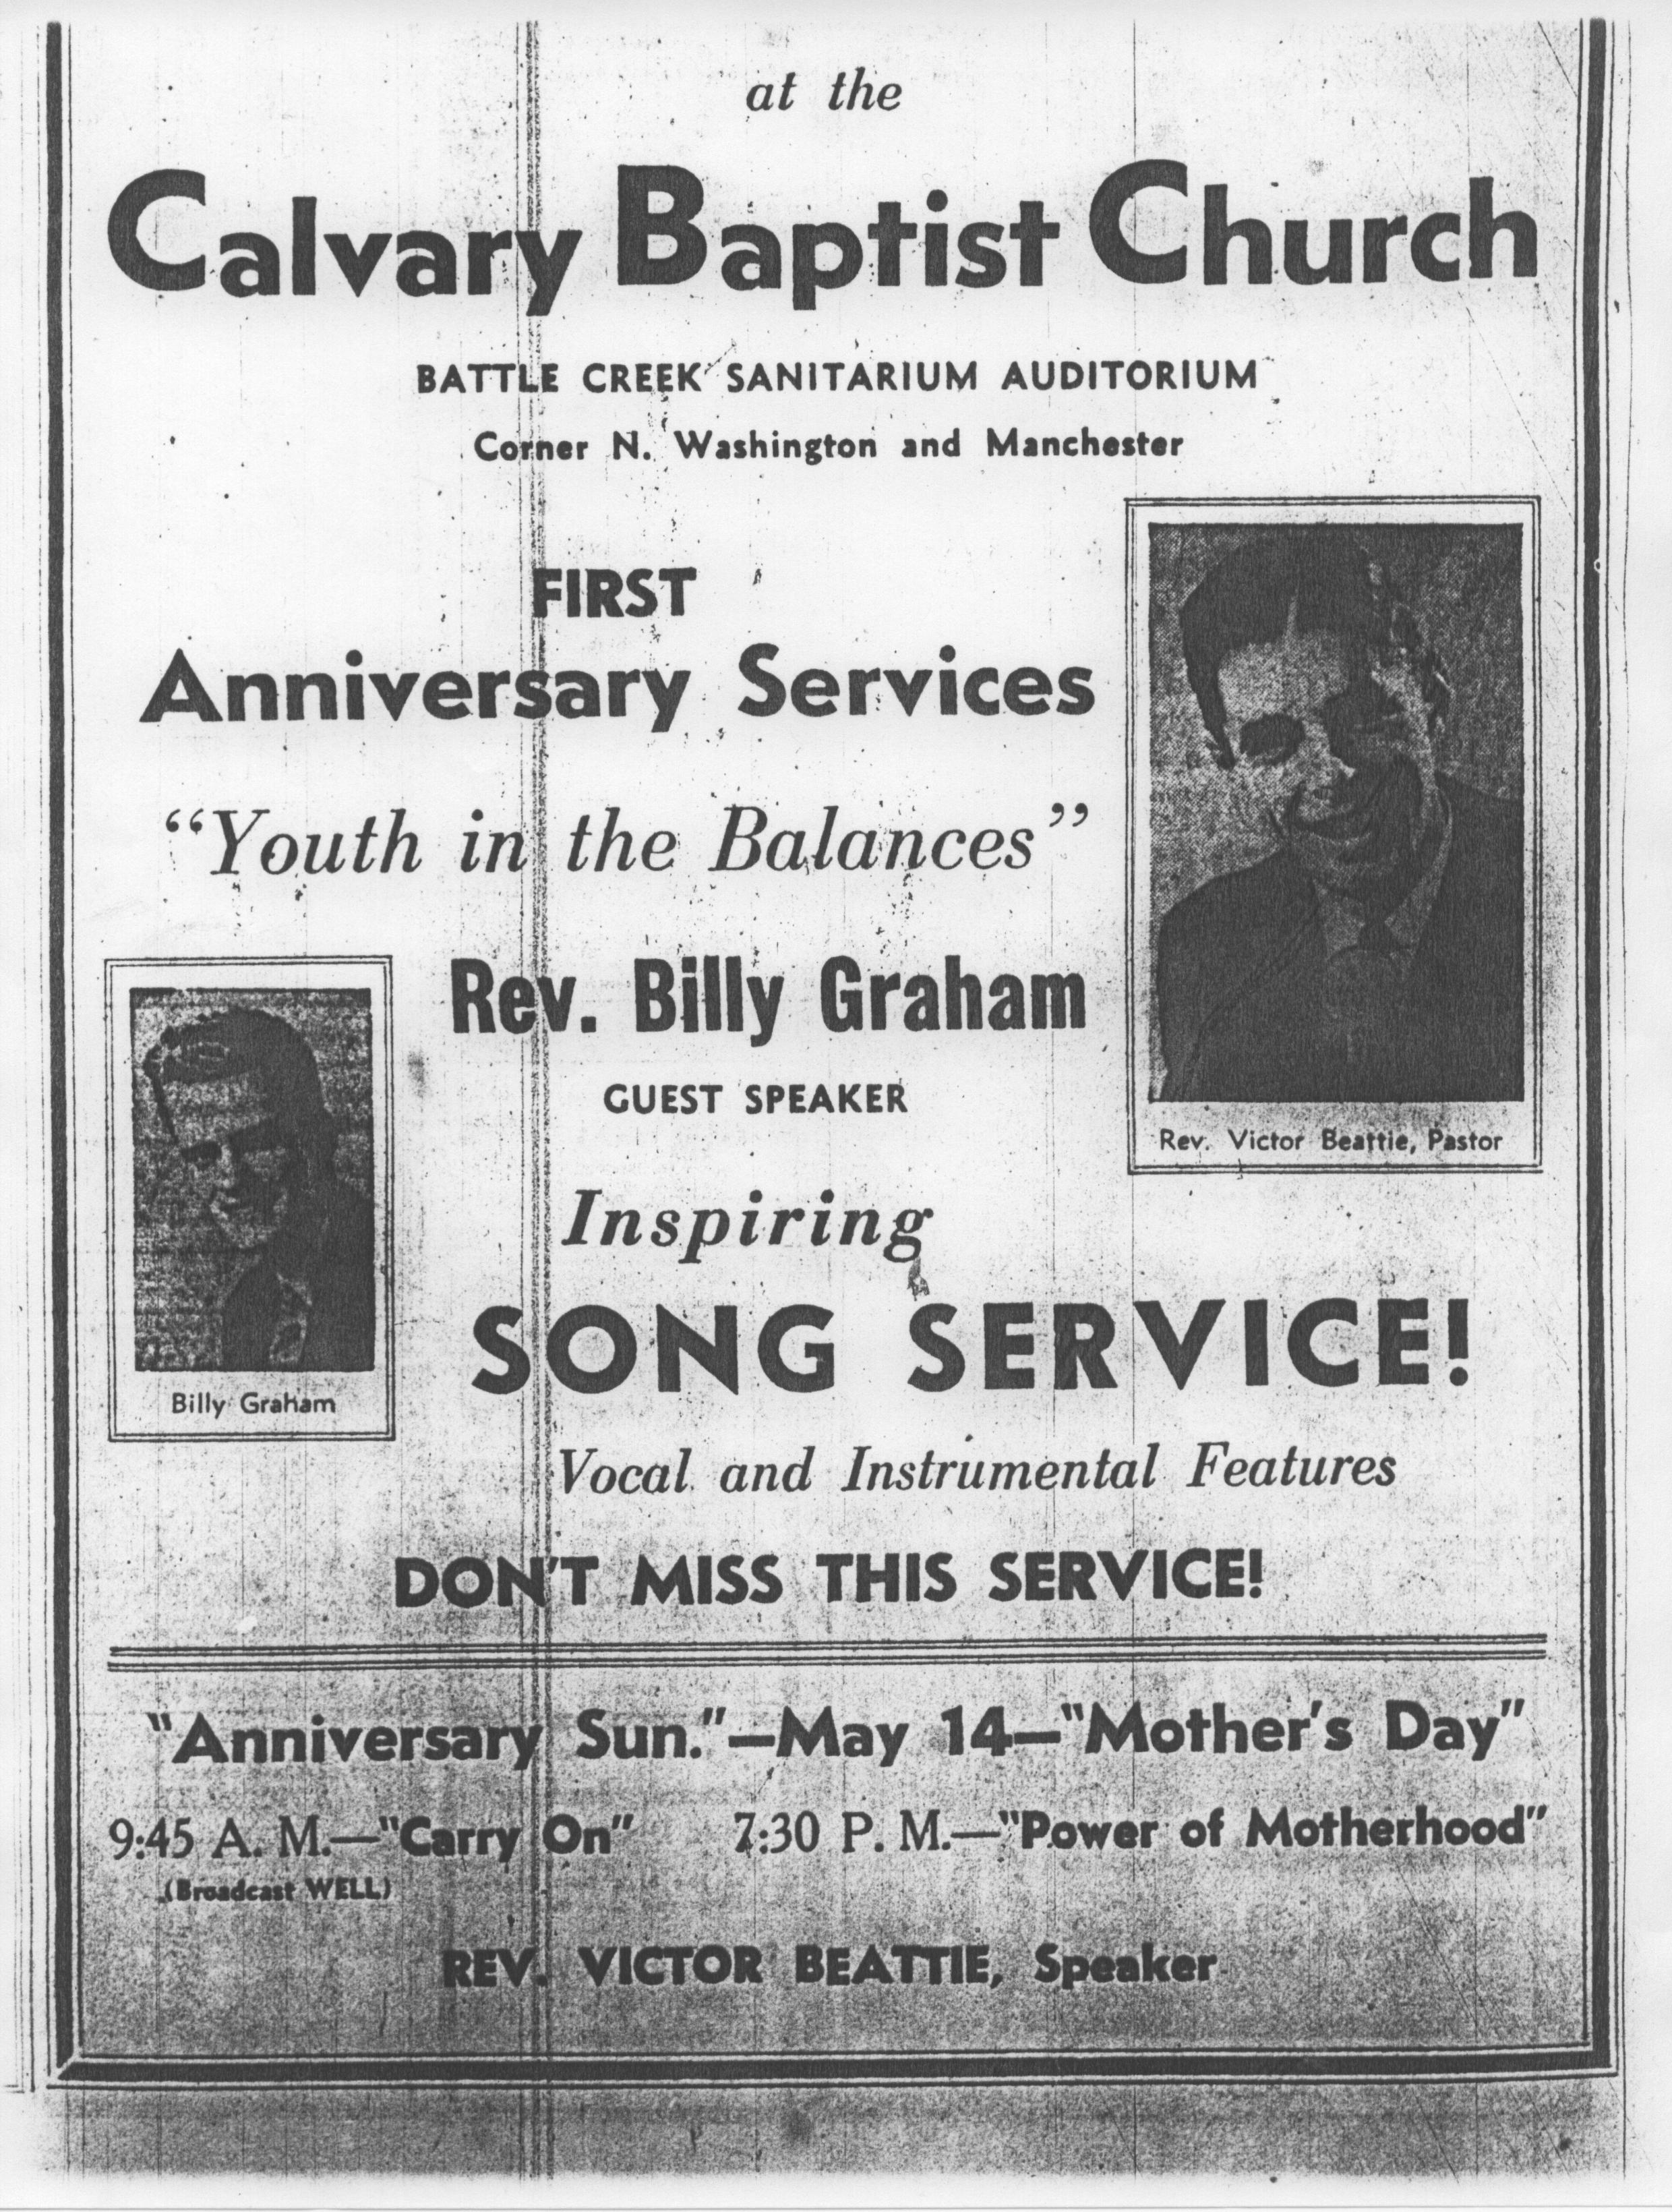 at the
Calvary Baptist Church
BATTLE CREEK SANITARIUM AUDITORIUM
Corner N. Washington and Manchester
FIRST
Anniversary Services
"Youth in the Balances"
Rev. Billy Graham
GUEST SPEAKER
Rev. Victor Beattie, Pastor
Inspiring
SONG SERVICE!
Billy Graham
Vocal and Instrumental Features
DON'T MISS THIS SERVICE!
"Anniversary Sun."—May 14—"Mother's Day"
9:45 A. M.—"Carry On" 7:30 P. M.—"Power of Motherhood"
(Broadcast WELL)
REV. VICTOR BEATTIE, Speaker